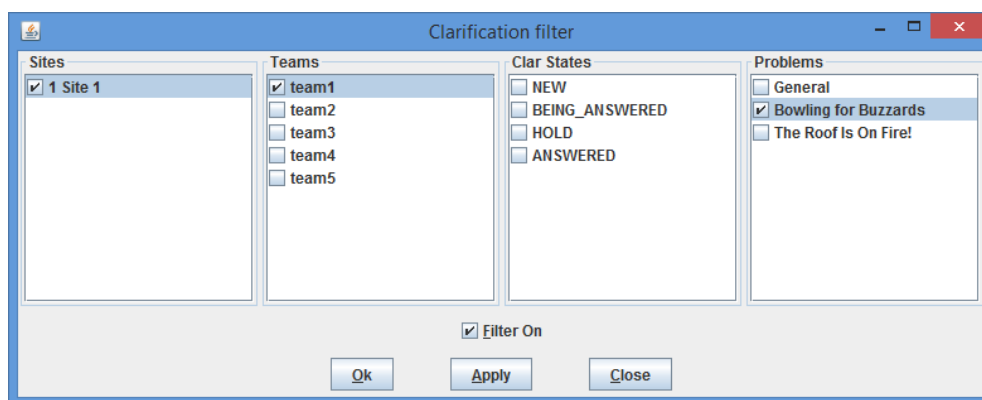 Clarification filter
Sites
1 Site 1
Teams
team1
team2
team3
team4
team5
Clar States
NEW
BEING_ANSWERED
HOLD
ANSWERED
Problems
General
Bowling for Buzzards
The Roof Is On Fire!
Filter On
Ok
Apply
Close